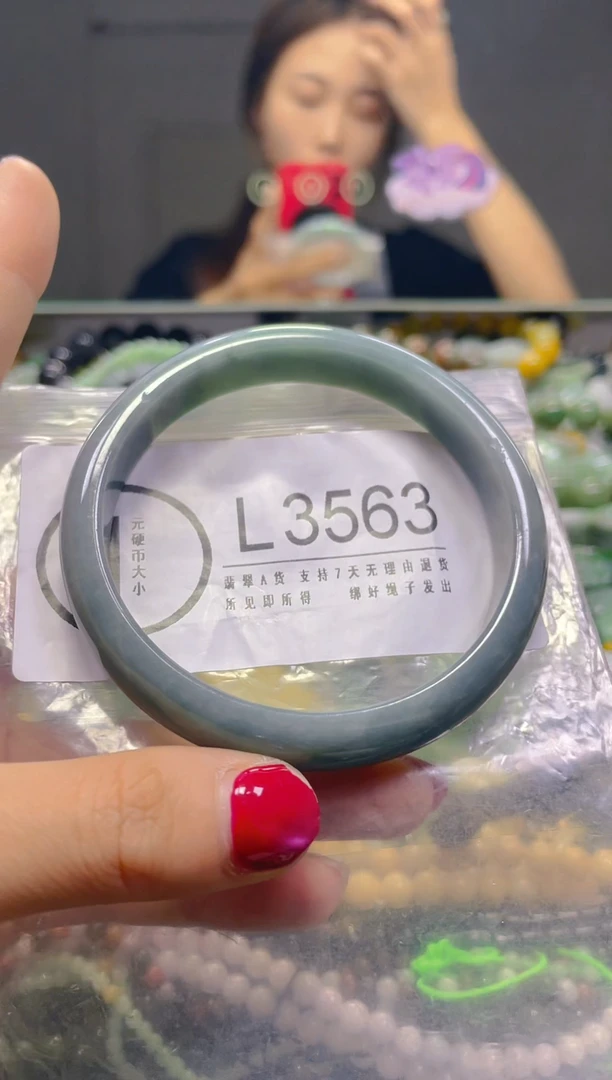 元硬币大小
L3563
翡翠A货 支持7天无理由退货
所见即所得 绑好绳子发出